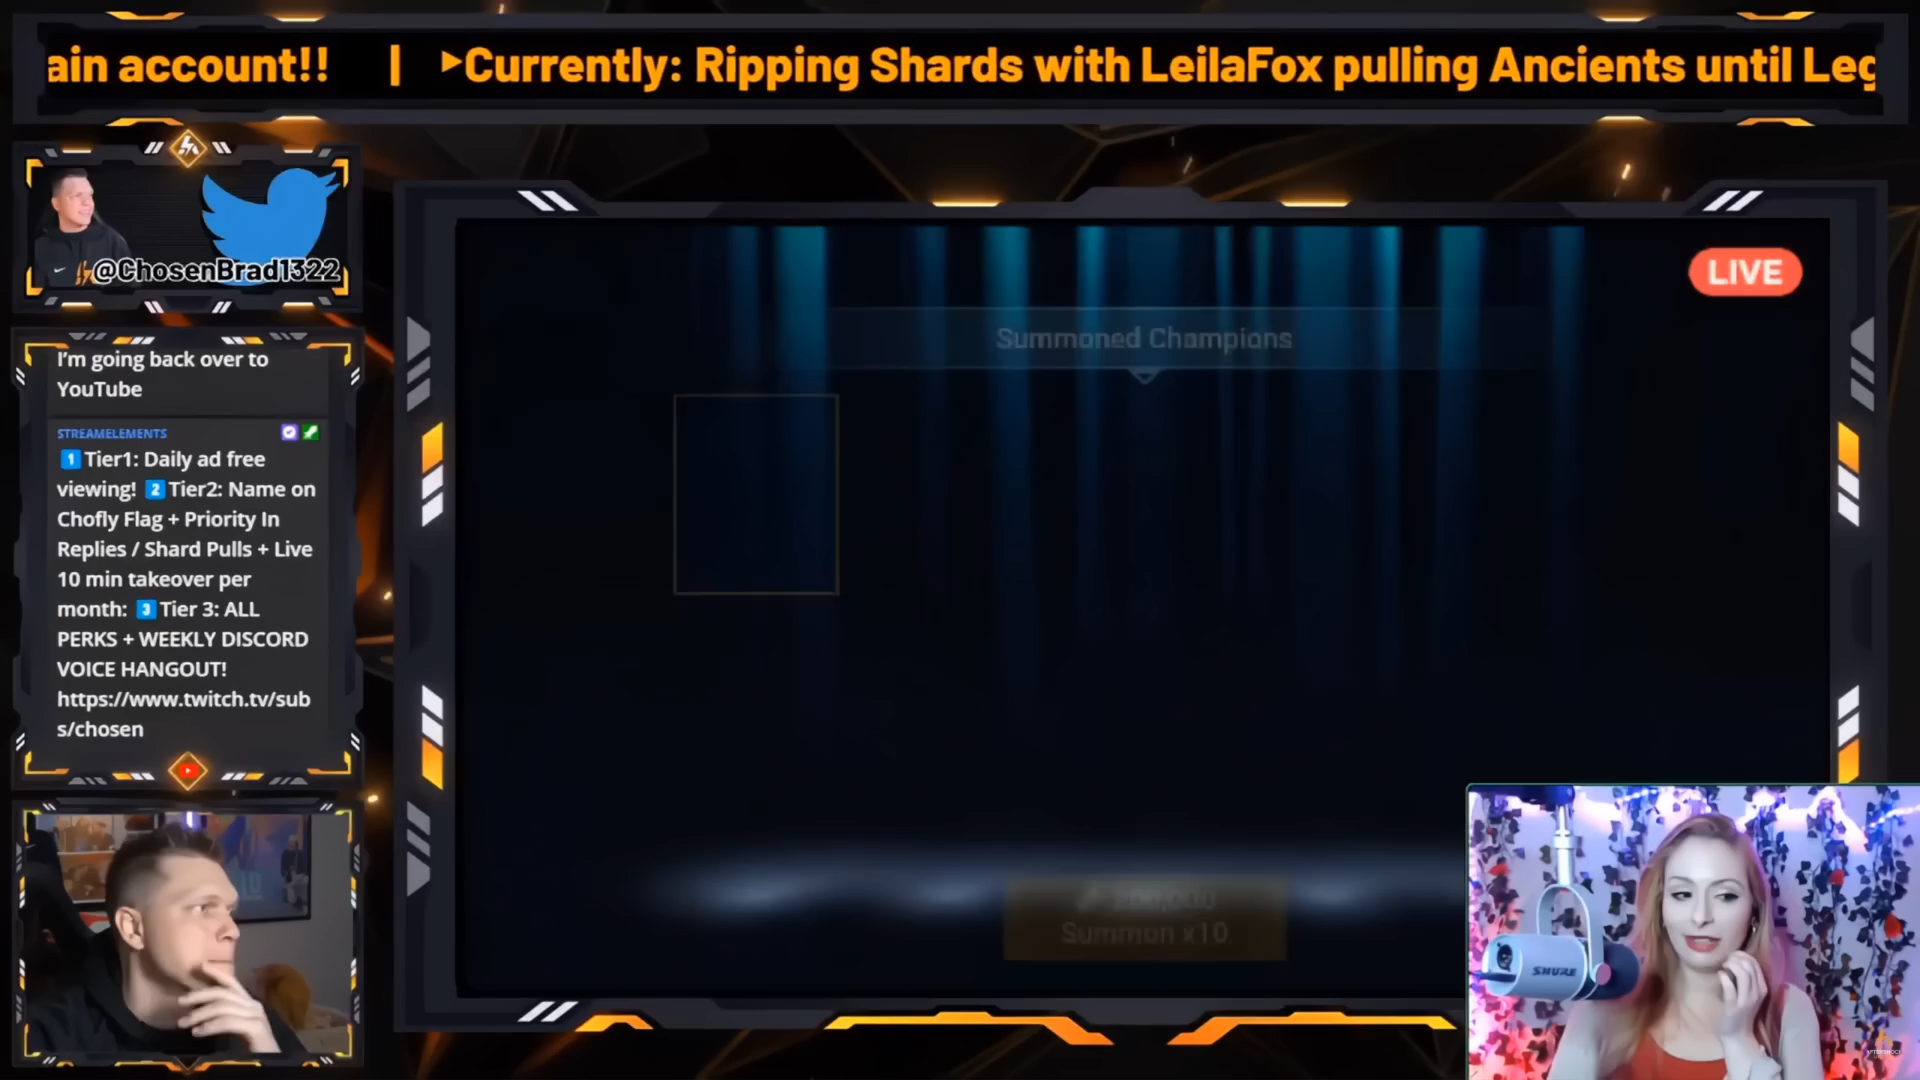 ain account!! | ▶Currently: Ripping Shards with LeilaFox pulling Ancients until Leg
@ChosenBrad1322
LIVE
Summoned Champions
I'm going back over to
YouTube
STREAMELEMENTS
1 Tier1: Daily ad free
viewing! 2 Tier2: Name on
Chofly Flag + Priority In
Replies / Shard Pulls + Live
10 min takeover per
month: 3 Tier 3: ALL
PERKS + WEEKLY DISCORD
VOICE HANGOUT!
https://www.twitch.tv/sub
s/chosen
Summon x10
SHURE